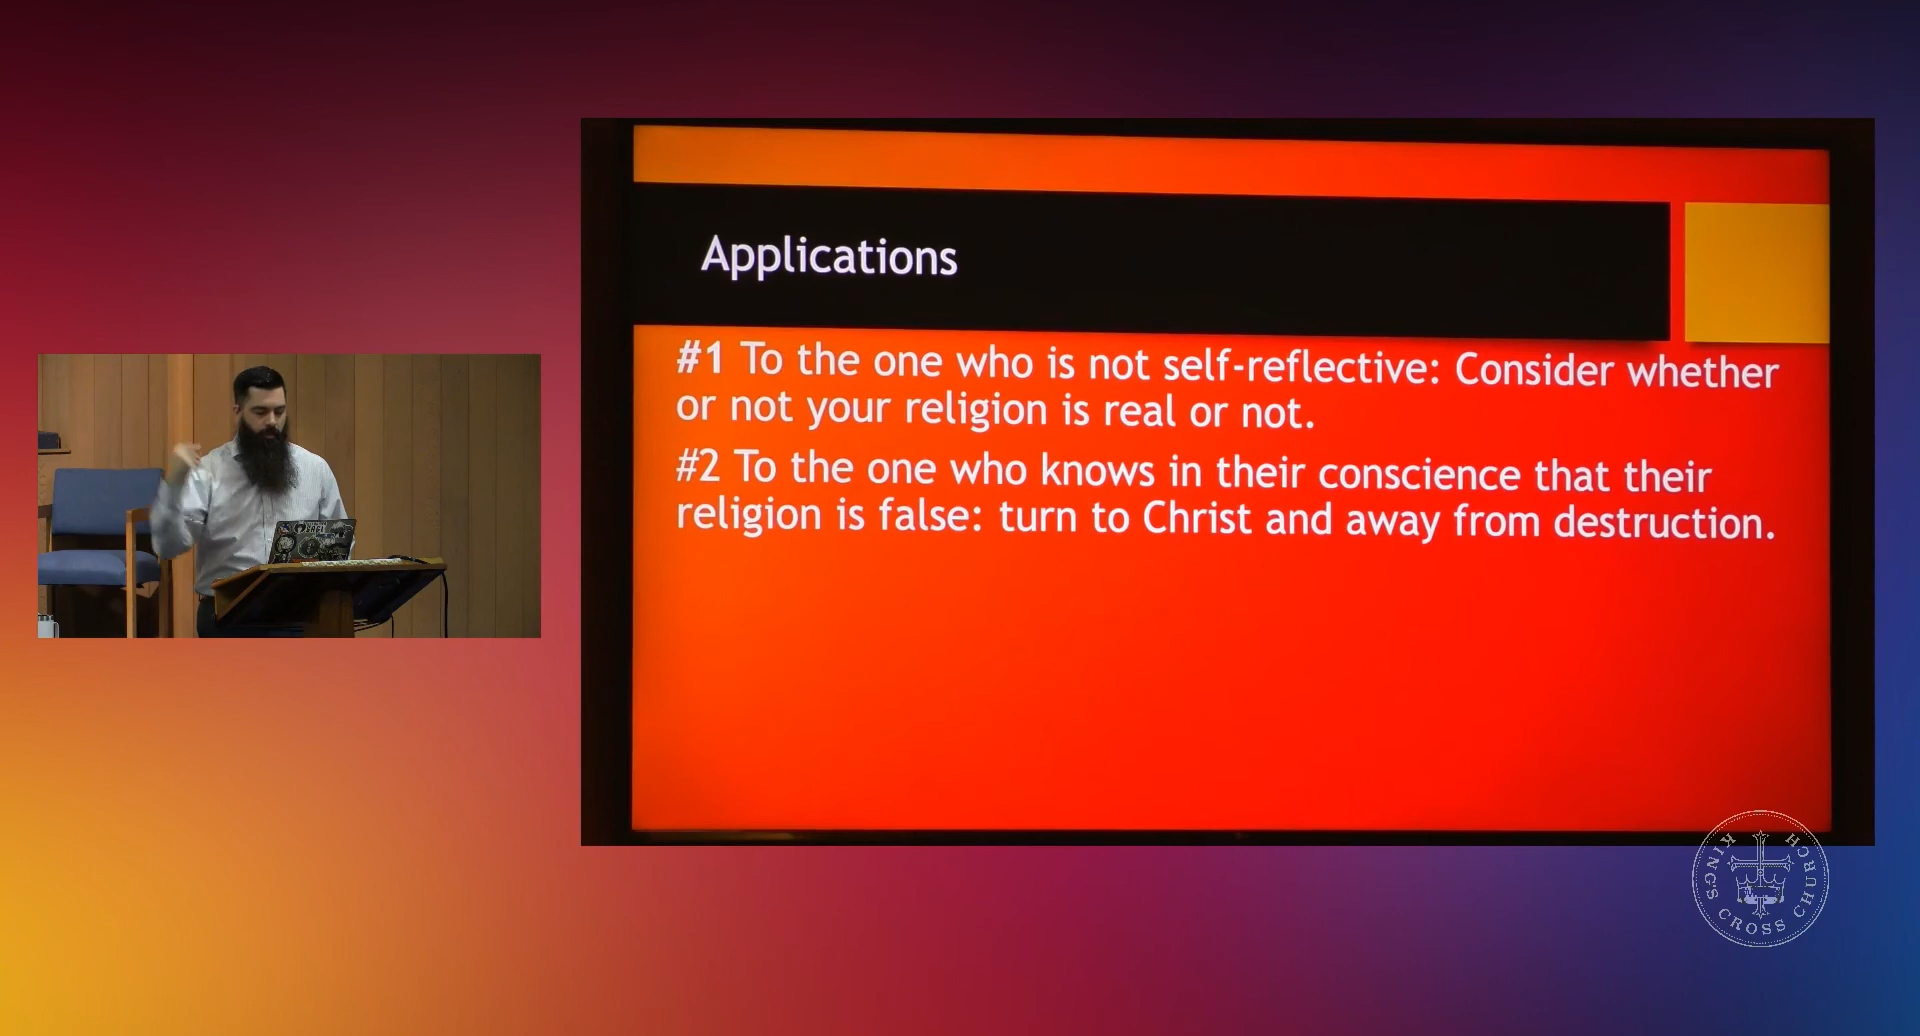 Applications
#1 To the one who is not self-reflective: Consider whether
or not your religion is real or not.
#2 To the one who knows in their conscience that their
religion is false: turn to Christ and away from destruction.
KING'S CROSS CHURCH